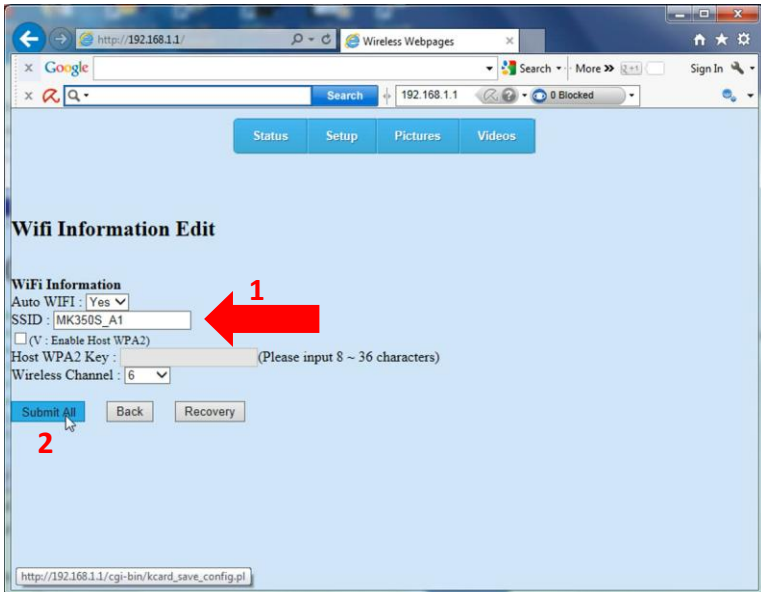 http://192.168.1.1/
Wireless Webpages
Google
Search
More »
Sign In
Search
192.168.1.1
0 Blocked
Status Setup Pictures Videos
Wifi Information Edit
WiFi Information
1
Auto WIFI : Yes
SSID : MK350S_A1
(V : Enable Host WPA2)
Host WPA2 Key : (Please input 8 ~ 36 characters)
Wireless Channel : 6
Submit All Back Recovery
2
http://192.168.1.1/cgi-bin/kcard_save_config.pl